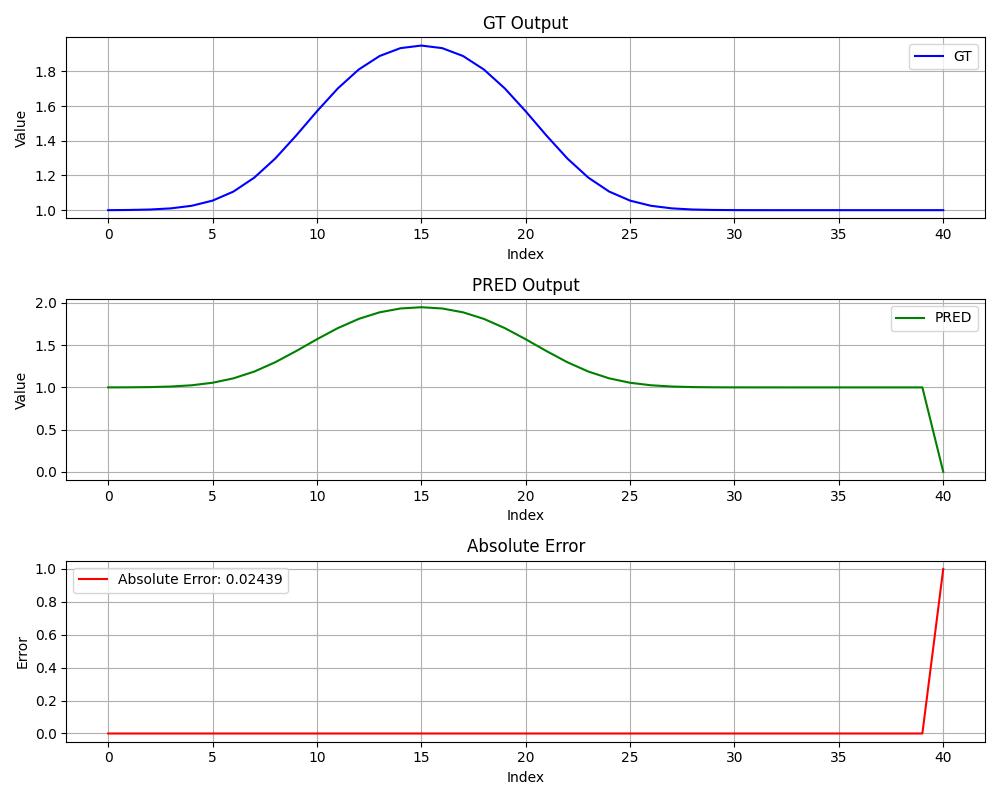 GT Output
GT
Value
1.8
1.6
1.4
1.2
1.0
0 5 10 15 20 25 30 35 40
Index
PRED Output
PRED
Value
2.0
1.5
1.0
0.5
0.0
0 5 10 15 20 25 30 35 40
Index
Absolute Error
Absolute Error: 0.02439
Error
1.0
0.8
0.6
0.4
0.2
0.0
0 5 10 15 20 25 30 35 40
Index